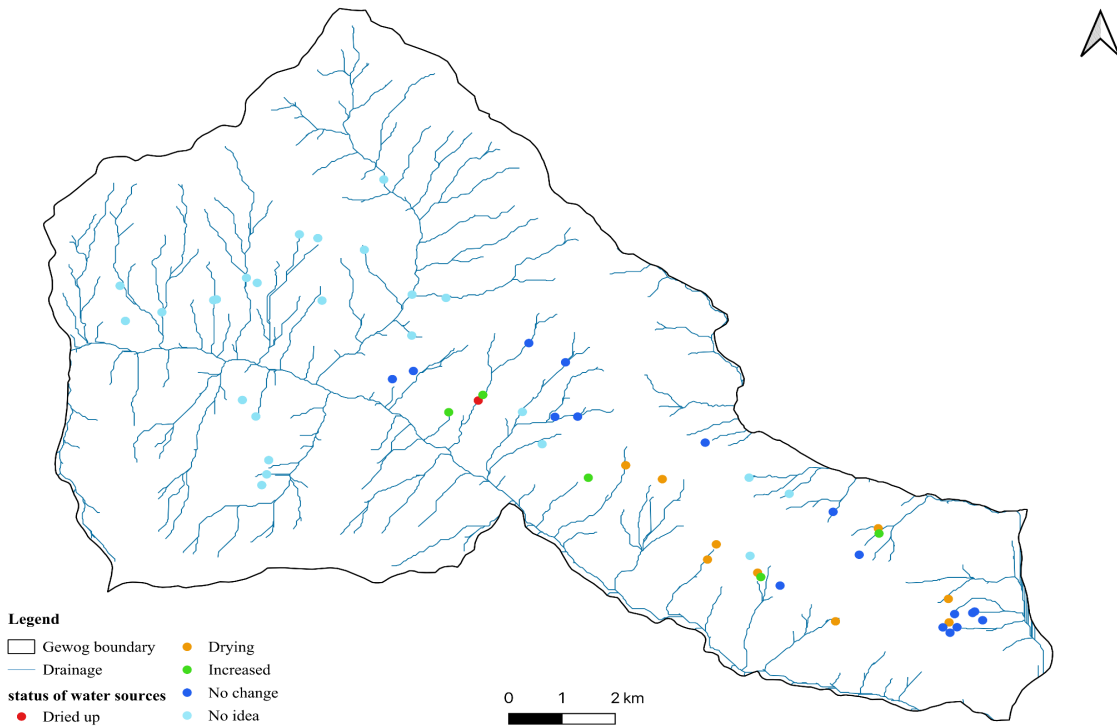 Legend
Gewog boundary
Drainage
status of water sources
Dried up
Drying
Increased
No change
No idea
0 1 2 km